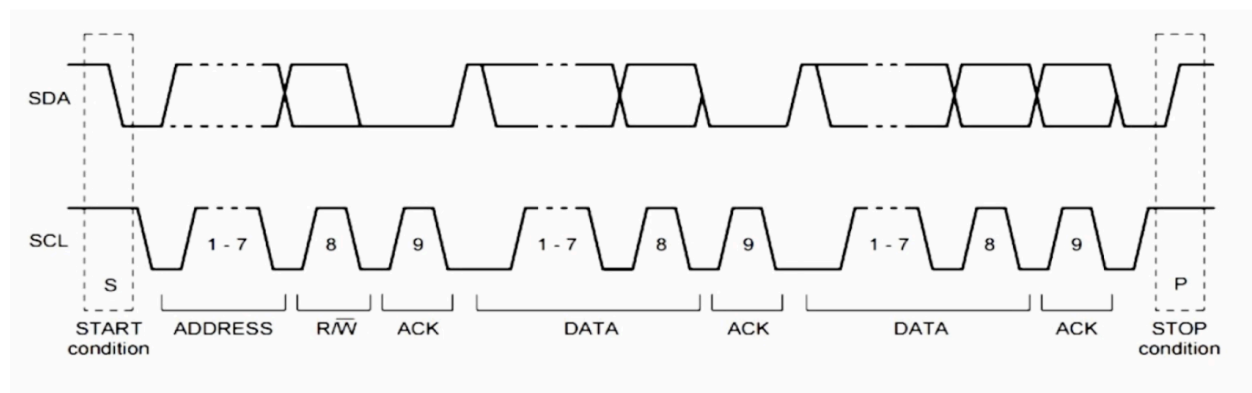 SDA
SCL
1 - 7
8
9
1 - 7
8
9
1 - 7
8
9
S
P
START
condition
ADDRESS
R/W̅
ACK
DATA
ACK
DATA
ACK
STOP
condition